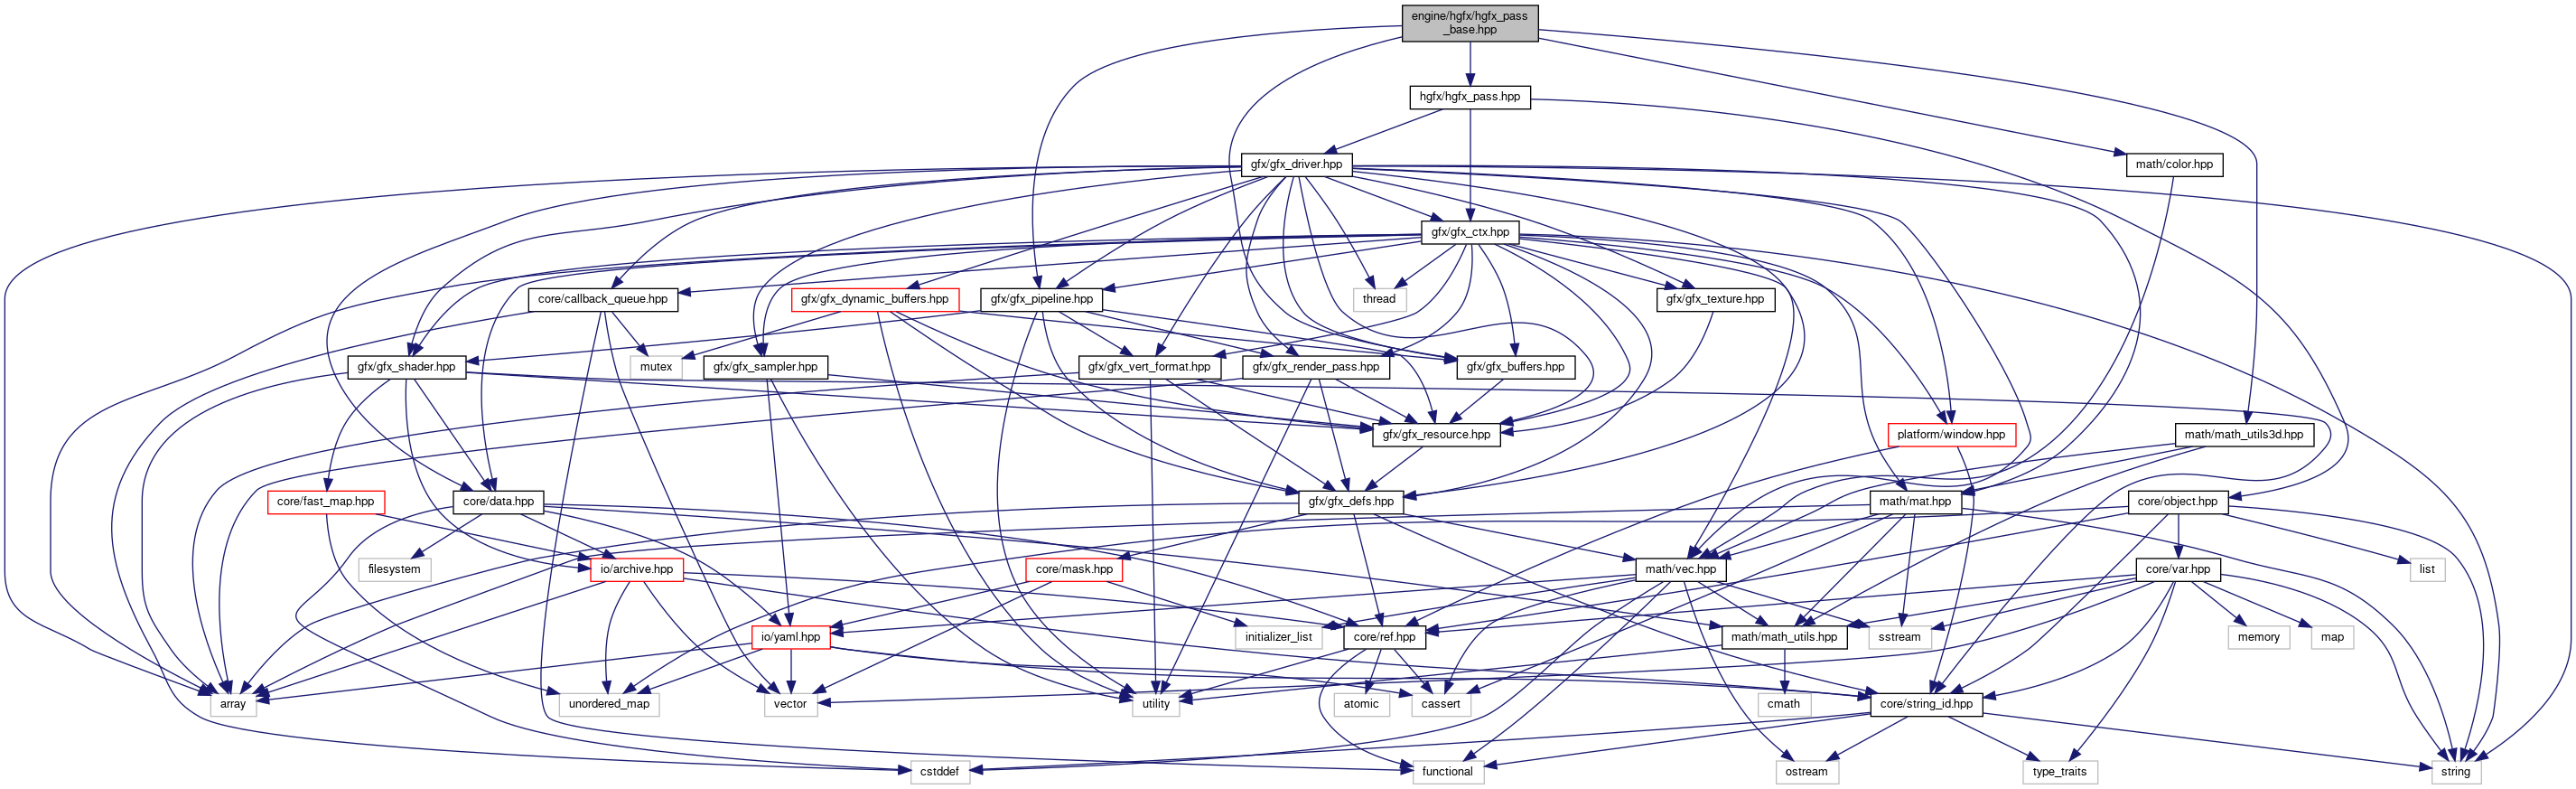 engine/hgfx/hgfx_pass
_base.hpp
hgfx/hgfx_pass.hpp
gfx/gfx_driver.hpp
math/color.hpp
gfx/gfx_ctx.hpp
core/callback_queue.hpp
gfx/gfx_dynamic_buffers.hpp
gfx/gfx_pipeline.hpp
thread
gfx/gfx_texture.hpp
gfx/gfx_shader.hpp
mutex
gfx/gfx_sampler.hpp
gfx/gfx_vert_format.hpp
gfx/gfx_render_pass.hpp
gfx/gfx_buffers.hpp
gfx/gfx_resource.hpp
platform/window.hpp
math/math_utils3d.hpp
core/fast_map.hpp
core/data.hpp
gfx/gfx_defs.hpp
math/mat.hpp
core/object.hpp
filesystem
io/archive.hpp
core/mask.hpp
math/vec.hpp
core/var.hpp
list
io/yaml.hpp
initializer_list
core/ref.hpp
math/math_utils.hpp
sstream
memory
map
array
unordered_map
vector
utility
atomic
cassert
cmath
core/string_id.hpp
cstddef
functional
ostream
type_traits
string